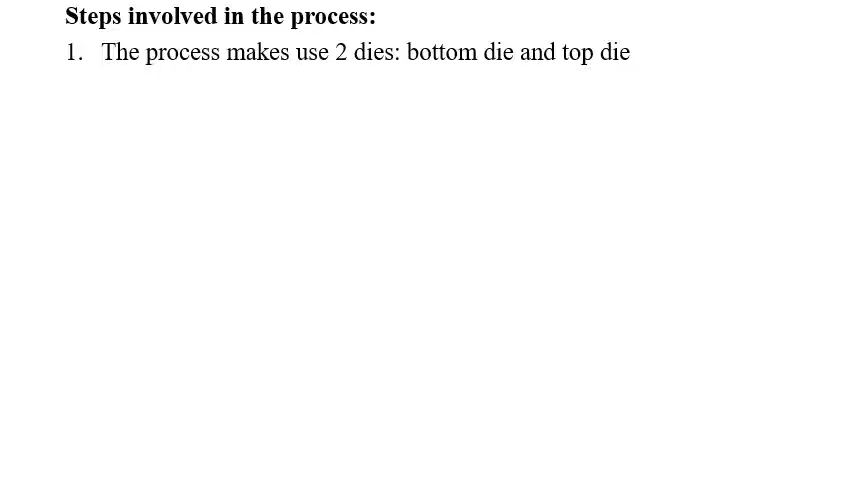 Steps involved in the process:
1. The process makes use 2 dies: bottom die and top die